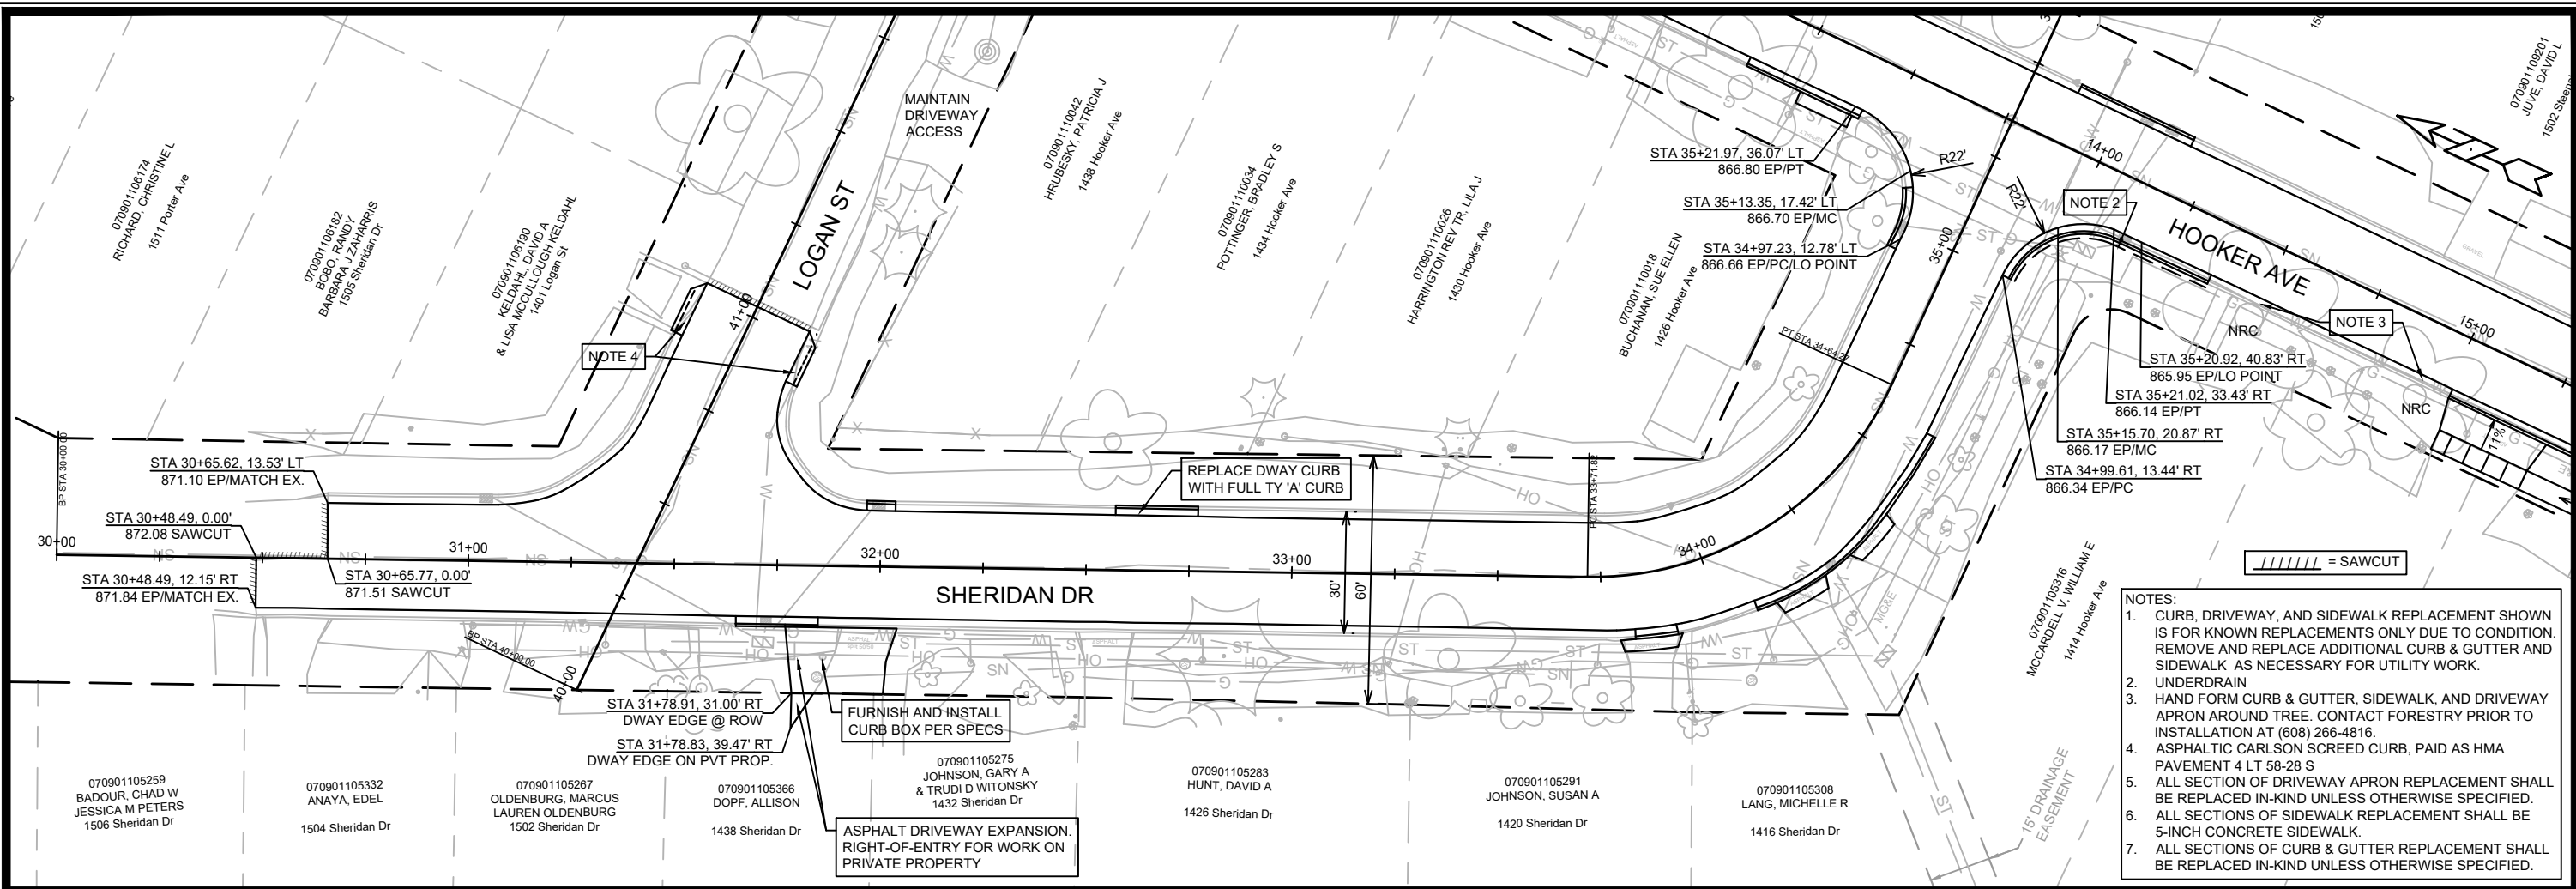 070901106174
RICHARD, CHRISTINE L
1511 Porter Ave
070901106182
BOBO, RANDY
BARBARA J ZAHARRIS
1505 Sheridan Dr
070901106190
KELDAHL, DAVID A
& LISA MCCULLOUGH KELDAHL
1401 Logan St
LOGAN ST
MAINTAIN
DRIVEWAY
ACCESS
070901110042
HRUBESKY, PATRICIA J
1438 Hooker Ave
070901110034
POTTINGER, BRADLEY S
1434 Hooker Ave
070901110026
HARRINGTON REV TR, LILA J
1430 Hooker Ave
070901110018
BUCHANAN, SUE ELLEN
1426 Hooker Ave
070901109201
JUVE, DAVID L
STA 35+21.97, 36.07' LT
866.80 EP/PT
STA 35+13.35, 17.42' LT
866.70 EP/MC
STA 34+97.23, 12.78' LT
866.66 EP/PC/LO POINT
R22'
R22'
NOTE 2
14+00
HOOKER AVE
15+00
35+00
NOTE 3
NRC
NRC
11%
STA 35+20.92, 40.83' RT
865.95 EP/LO POINT
STA 35+21.02, 33.43' RT
866.14 EP/PT
STA 35+15.70, 20.87' RT
866.17 EP/MC
STA 34+99.61, 13.44' RT
866.34 EP/PC
41+00
NOTE 4
BP STA 30+00.00
STA 30+65.62, 13.53' LT
871.10 EP/MATCH EX.
STA 30+48.49, 0.00'
872.08 SAWCUT
30+00
STA 30+48.49, 12.15' RT
871.84 EP/MATCH EX.
STA 30+65.77, 0.00'
871.51 SAWCUT
31+00
32+00
33+00
34+00
SHERIDAN DR
REPLACE DWAY CURB
WITH FULL TY 'A' CURB
30'
60'
PC STA 33+71.82
BP STA 40+00.00
40+00
STA 31+78.91, 31.00' RT
DWAY EDGE @ ROW
STA 31+78.83, 39.47' RT
DWAY EDGE ON PVT PROP.
FURNISH AND INSTALL
CURB BOX PER SPECS
ASPHALT DRIVEWAY EXPANSION.
RIGHT-OF-ENTRY FOR WORK ON
PRIVATE PROPERTY
070901105259
BADOUR, CHAD W
JESSICA M PETERS
1506 Sheridan Dr
070901105332
ANAYA, EDEL
1504 Sheridan Dr
070901105267
OLDENBURG, MARCUS
LAUREN OLDENBURG
1502 Sheridan Dr
070901105366
DOPF, ALLISON
1438 Sheridan Dr
070901105275
JOHNSON, GARY A
& TRUDI D WITONSKY
1432 Sheridan Dr
070901105283
HUNT, DAVID A
1426 Sheridan Dr
070901105291
JOHNSON, SUSAN A
1420 Sheridan Dr
070901105308
LANG, MICHELLE R
1416 Sheridan Dr
070901105316
MCCARDELL V, WILLIAM E
1414 Hooker Ave
MG&E
15' DRAINAGE
EASEMENT
= SAWCUT
NOTES:
1. CURB, DRIVEWAY, AND SIDEWALK REPLACEMENT SHOWN
IS FOR KNOWN REPLACEMENTS ONLY DUE TO CONDITION.
REMOVE AND REPLACE ADDITIONAL CURB & GUTTER AND
SIDEWALK AS NECESSARY FOR UTILITY WORK.
2. UNDERDRAIN
3. HAND FORM CURB & GUTTER, SIDEWALK, AND DRIVEWAY
APRON AROUND TREE. CONTACT FORESTRY PRIOR TO
INSTALLATION AT (608) 266-4816.
4. ASPHALTIC CARLSON SCREED CURB, PAID AS HMA
PAVEMENT 4 LT 58-28 S
5. ALL SECTION OF DRIVEWAY APRON REPLACEMENT SHALL
BE REPLACED IN-KIND UNLESS OTHERWISE SPECIFIED.
6. ALL SECTIONS OF SIDEWALK REPLACEMENT SHALL BE
5-INCH CONCRETE SIDEWALK.
7. ALL SECTIONS OF CURB & GUTTER REPLACEMENT SHALL
BE REPLACED IN-KIND UNLESS OTHERWISE SPECIFIED.